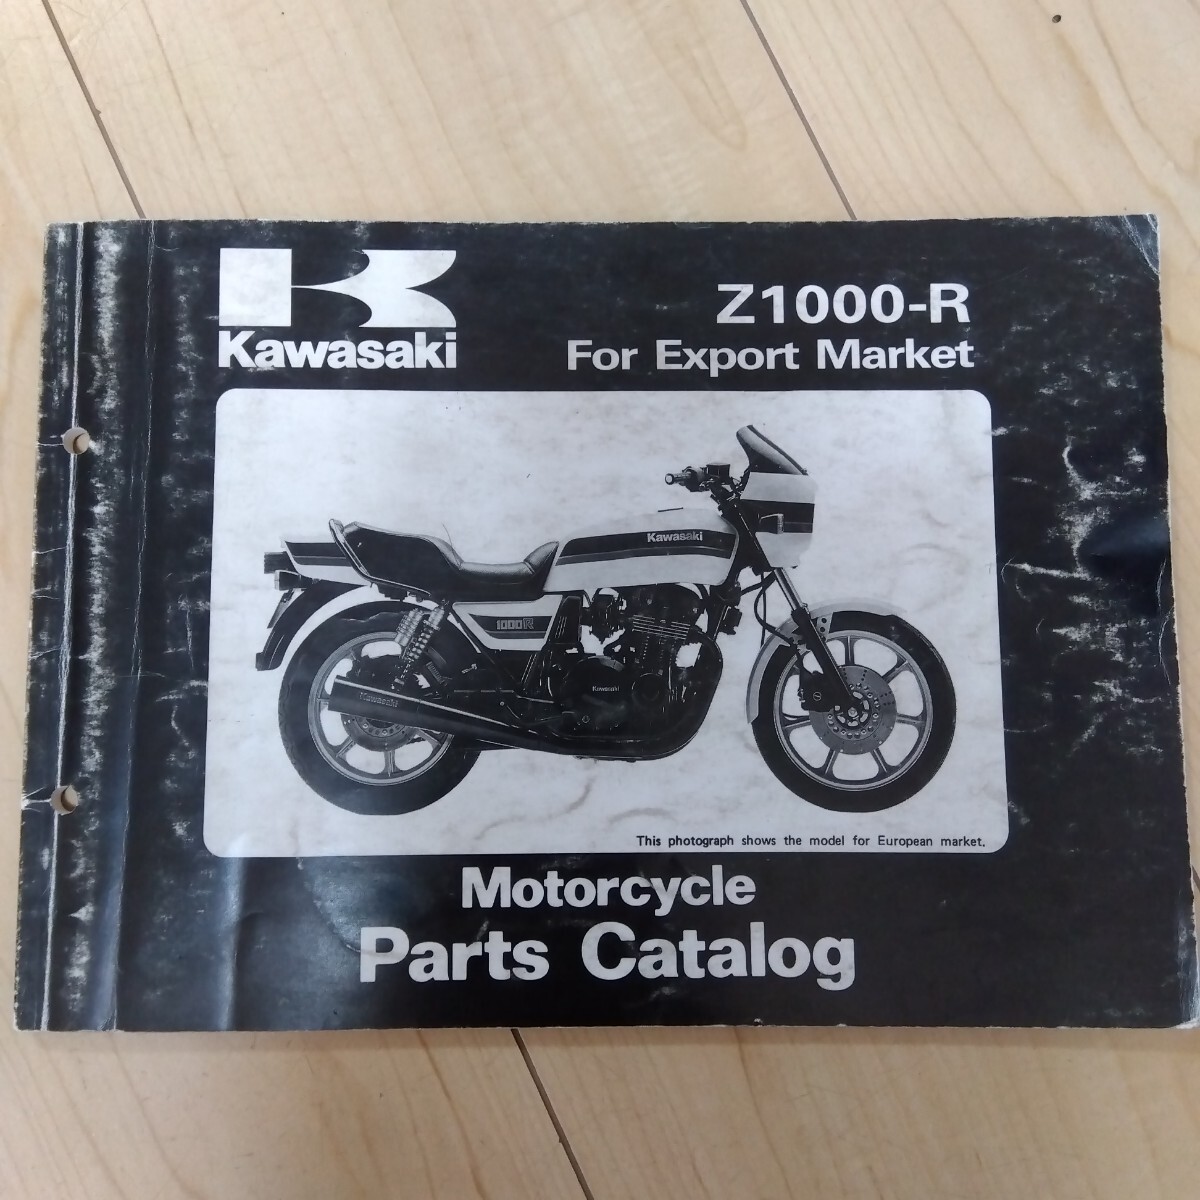 Kawasaki
Z1000-R
For Export Market
Kawasaki
1000R
Kawasaki
Kawasaki
This photograph shows the model for European market.
Motorcycle
Parts Catalog